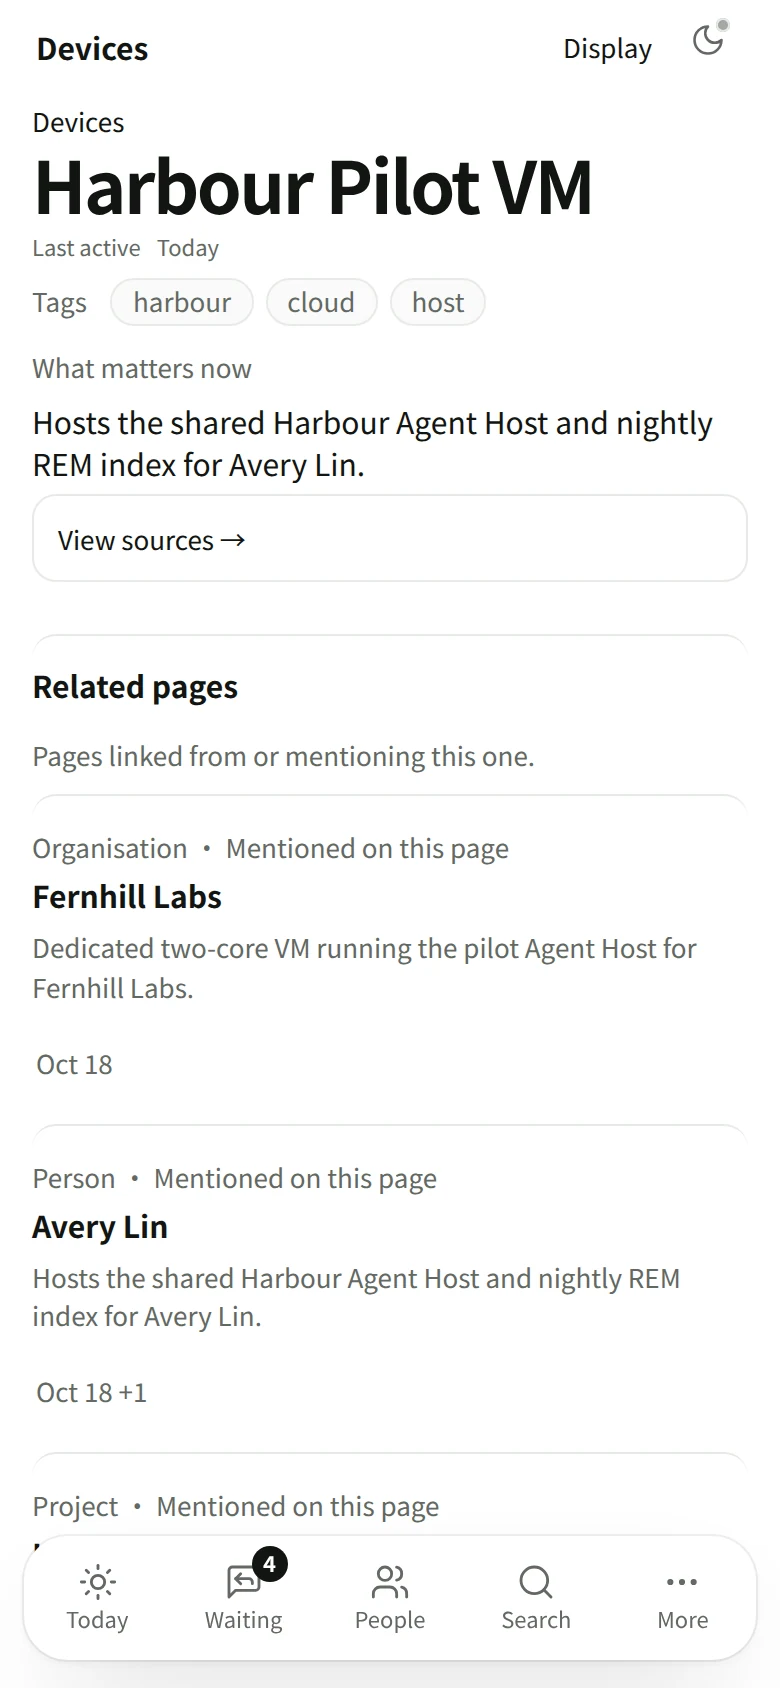 Devices
Display
Devices
Harbour Pilot VM
Last active Today
Tags harbour cloud host
What matters now
Hosts the shared Harbour Agent Host and nightly
REM index for Avery Lin.
View sources →
Related pages
Pages linked from or mentioning this one.
Organisation • Mentioned on this page
Fernhill Labs
Dedicated two-core VM running the pilot Agent Host for
Fernhill Labs.
Oct 18
Person • Mentioned on this page
Avery Lin
Hosts the shared Harbour Agent Host and nightly REM
index for Avery Lin.
Oct 18 +1
Project • Mentioned on this page
4
Today Waiting People Search More